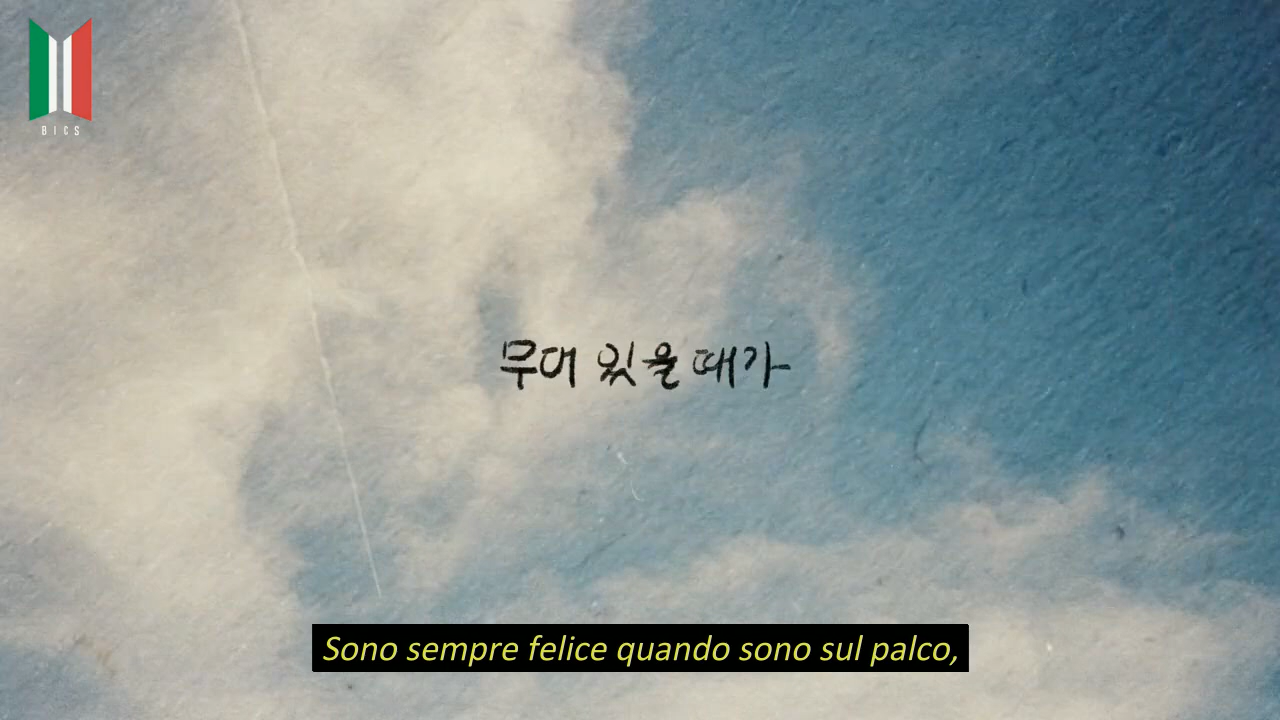 BICS
무대 있을 때가
Sono sempre felice quando sono sul palco,